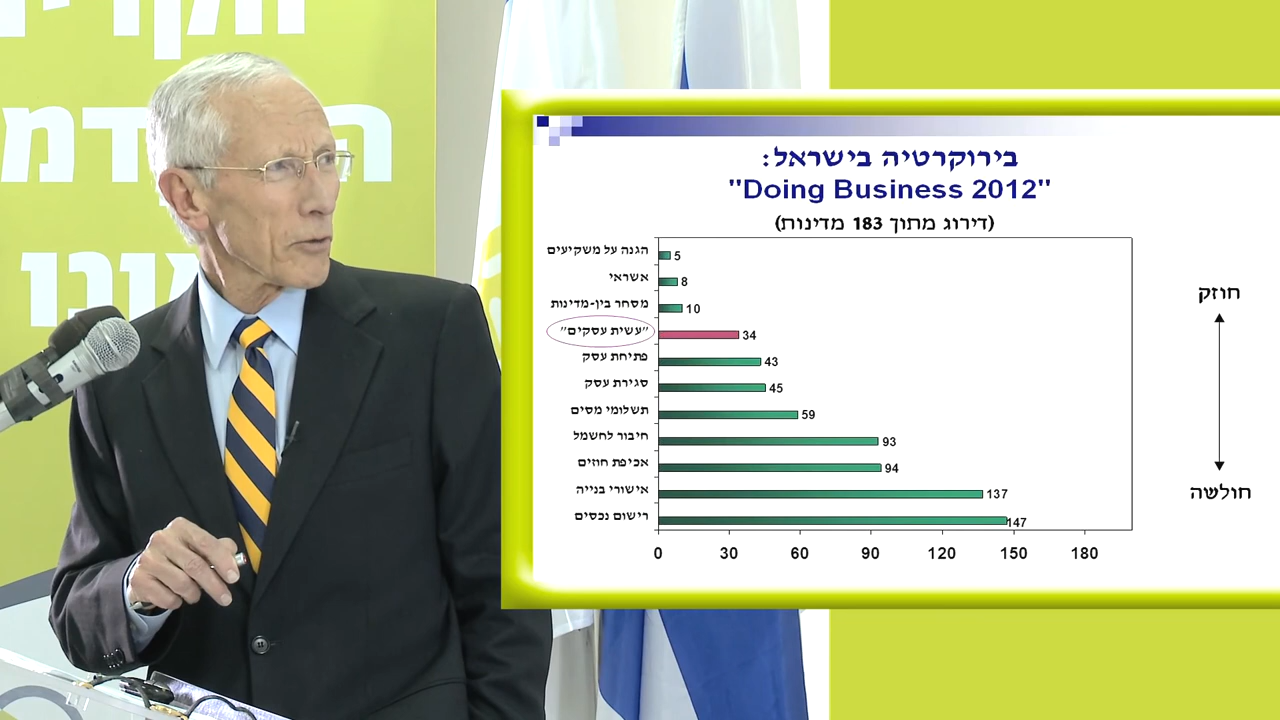 בירוקרטיה בישראל:
"Doing Business 2012"
(דירוג מתוך 183 מדינות)
הגנה על משקיעים 5
אשראי 8
מסחר בין-מדינות 10
"עשית עסקים" 34
פתיחת עסק 43
סגירת עסק 45
תשלומי מסים 59
חיבור לחשמל 93
אכיפת חוזים 94
אישורי בנייה 137
רישום נכסים 147
0 30 60 90 120 150 180
חוזק
חולשה